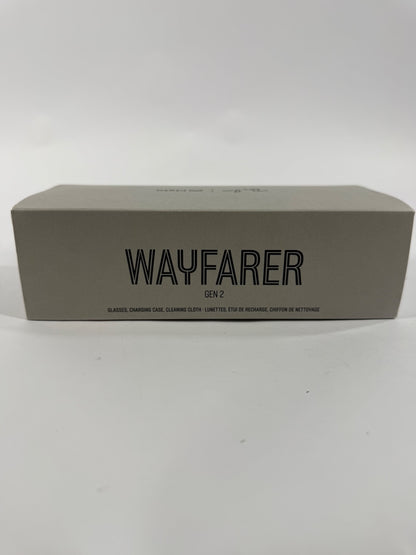 WAYFARER
GEN 2
GLASSES, CHARGING CASE, CLEANING CLOTH · LUNETTES, ÉTUI DE RECHARGE, CHIFFON DE NETTOYAGE